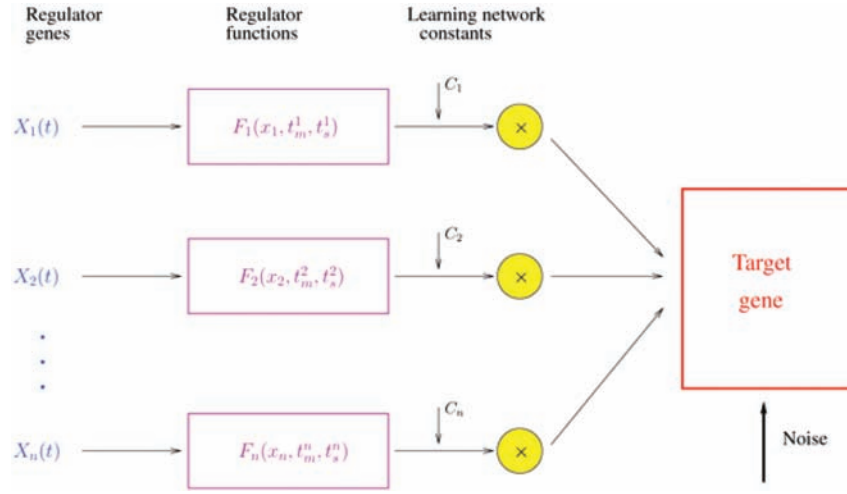 Regulator genes
Regulator functions
Learning network constants
X₁(t)
F₁(x₁, t¹ₘ, t¹ₛ)
C₁
×
X₂(t)
F₂(x₂, t²ₘ, t²ₛ)
C₂
×
Target
gene
Xₙ(t)
Fₙ(xₙ, tⁿₘ, tⁿₛ)
Cₙ
×
Noise